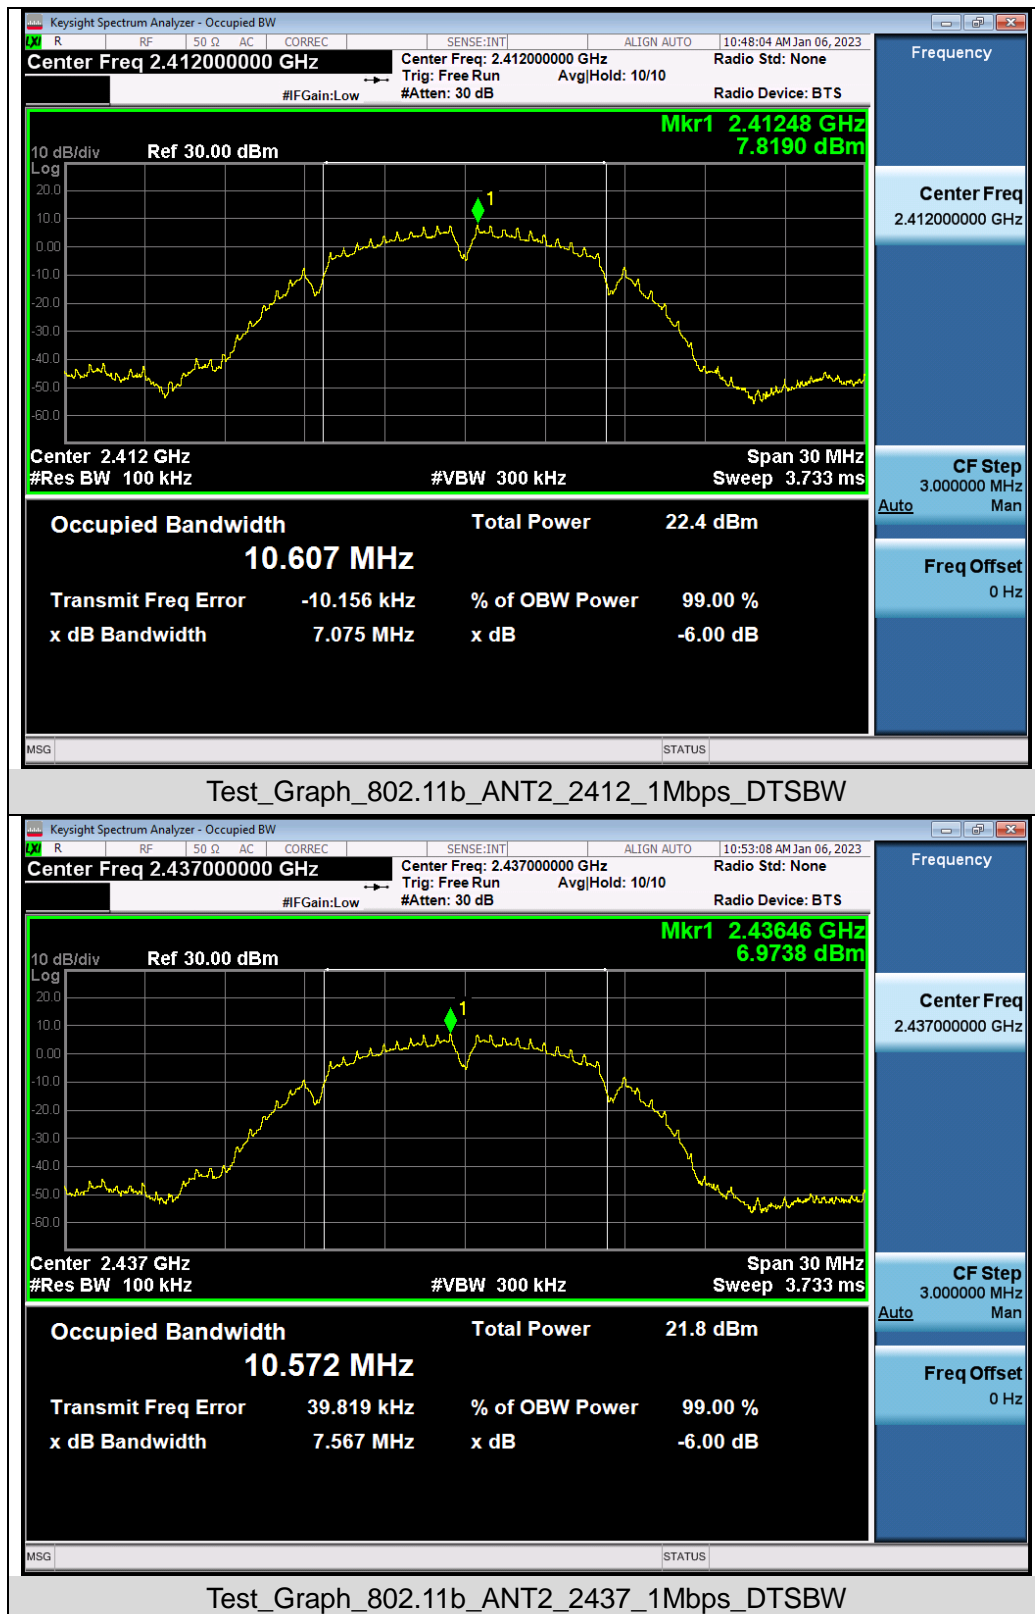 Keysight Spectrum Analyzer - Occupied BW
LXI R RF 50 Ω AC CORREC SENSE:INT ALIGN AUTO 10:48:04 AM Jan 06, 2023
Center Freq 2.412000000 GHz
Center Freq: 2.412000000 GHz Radio Std: None
Trig: Free Run Avg|Hold: 10/10
#IFGain:Low #Atten: 30 dB Radio Device: BTS
Frequency
Mkr1 2.41248 GHz
7.8190 dBm
10 dB/div Ref 30.00 dBm
Log
20.0
10.0
0.00
-10.0
-20.0
-30.0
-40.0
-50.0
-60.0
1
Center 2.412 GHz Span 30 MHz
#Res BW 100 kHz #VBW 300 kHz Sweep 3.733 ms
Center Freq
2.412000000 GHz
CF Step
3.000000 MHz
Auto Man
Freq Offset
0 Hz
Occupied Bandwidth Total Power 22.4 dBm
10.607 MHz
Transmit Freq Error -10.156 kHz % of OBW Power 99.00 %
x dB Bandwidth 7.075 MHz x dB -6.00 dB
MSG STATUS
Test_Graph_802.11b_ANT2_2412_1Mbps_DTSBW
Keysight Spectrum Analyzer - Occupied BW
LXI R RF 50 Ω AC CORREC SENSE:INT ALIGN AUTO 10:53:08 AM Jan 06, 2023
Center Freq 2.437000000 GHz
Center Freq: 2.437000000 GHz Radio Std: None
Trig: Free Run Avg|Hold: 10/10
#IFGain:Low #Atten: 30 dB Radio Device: BTS
Frequency
Mkr1 2.43646 GHz
6.9738 dBm
10 dB/div Ref 30.00 dBm
Log
20.0
10.0
0.00
-10.0
-20.0
-30.0
-40.0
-50.0
-60.0
1
Center 2.437 GHz Span 30 MHz
#Res BW 100 kHz #VBW 300 kHz Sweep 3.733 ms
Center Freq
2.437000000 GHz
CF Step
3.000000 MHz
Auto Man
Freq Offset
0 Hz
Occupied Bandwidth Total Power 21.8 dBm
10.572 MHz
Transmit Freq Error 39.819 kHz % of OBW Power 99.00 %
x dB Bandwidth 7.567 MHz x dB -6.00 dB
MSG STATUS
Test_Graph_802.11b_ANT2_2437_1Mbps_DTSBW